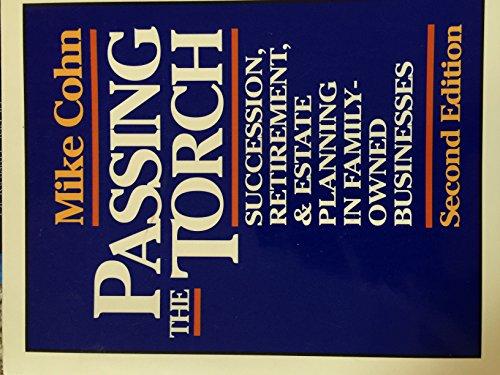 Mike Cohn
PASSING
THE TORCH
SUCCESSION,
RETIREMENT,
& ESTATE
PLANNING
IN FAMILY-
OWNED
BUSINESSES
Second Edition